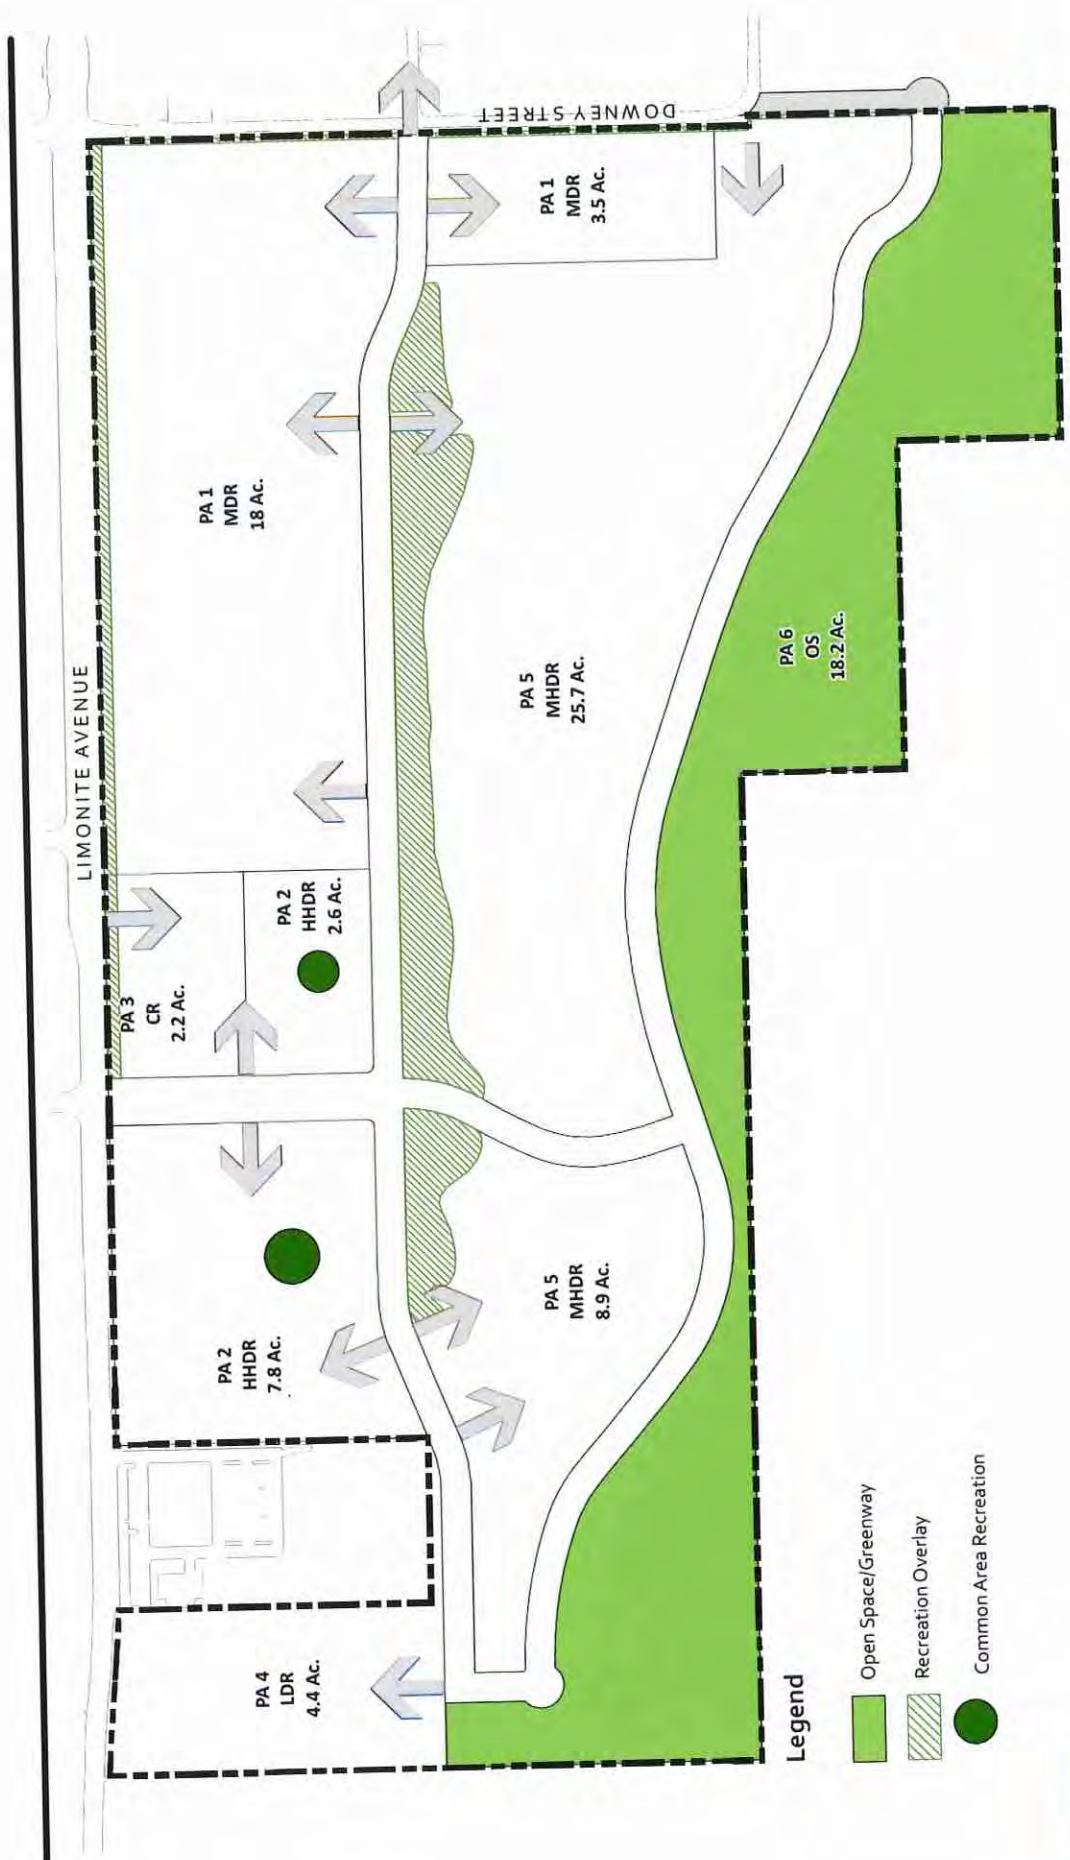 LIMONITE AVENUE
DOWNEY STREET
PA 4
LDR
4.4 Ac.
PA 2
HHDR
7.8 Ac.
PA 3
CR
2.2 Ac.
PA 2
HHDR
2.6 Ac.
PA 1
MDR
18 Ac.
PA 1
MDR
3.5 Ac.
PA 5
MHDR
8.9 Ac.
PA 5
MHDR
25.7 Ac.
PA 6
OS
18.2 Ac.
Legend
Open Space/Greenway
Recreation Overlay
Common Area Recreation